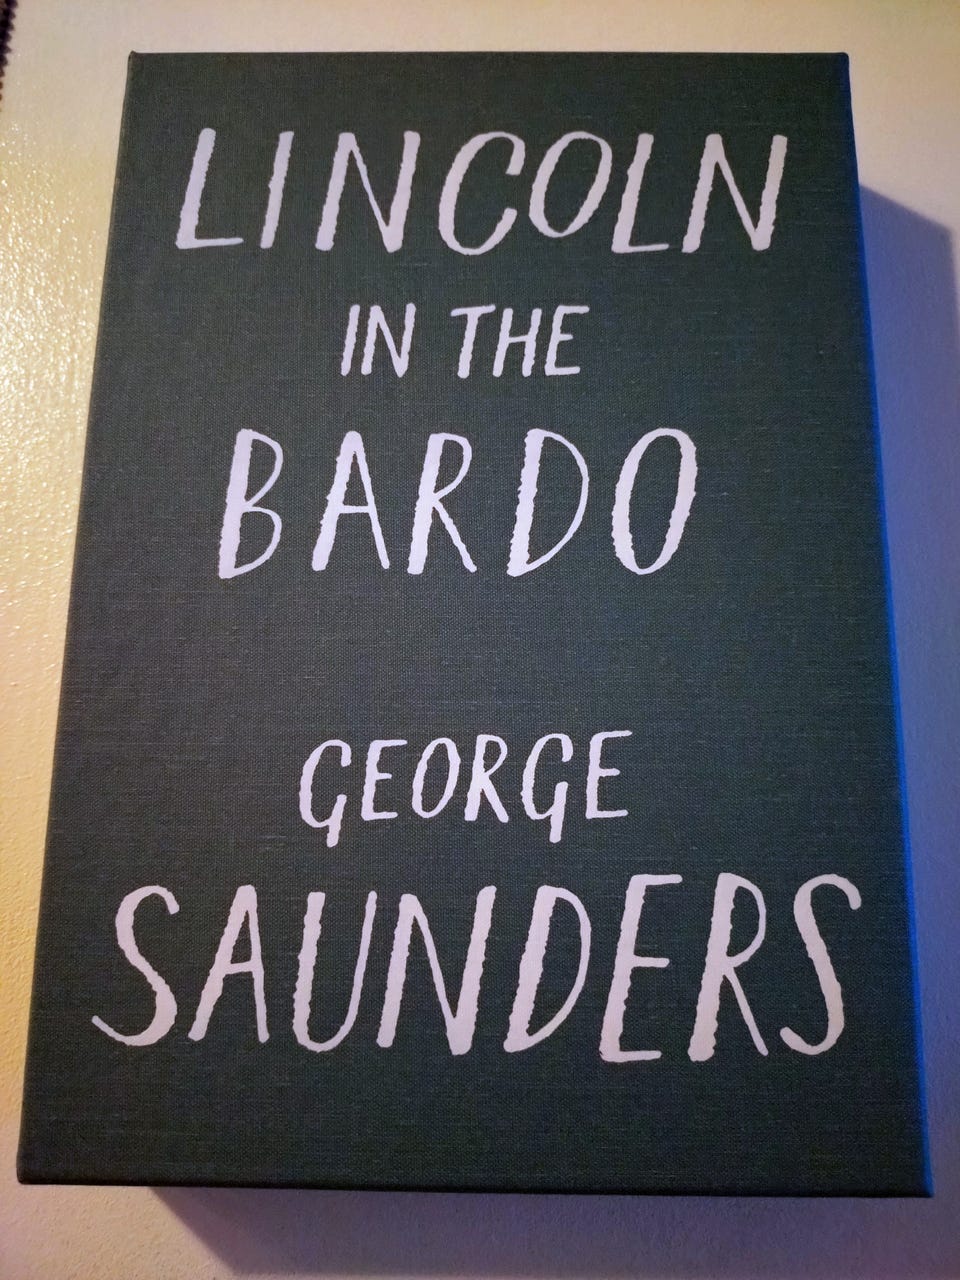 LINCOLN
IN THE
BARDO
GEORGE
SAUNDERS